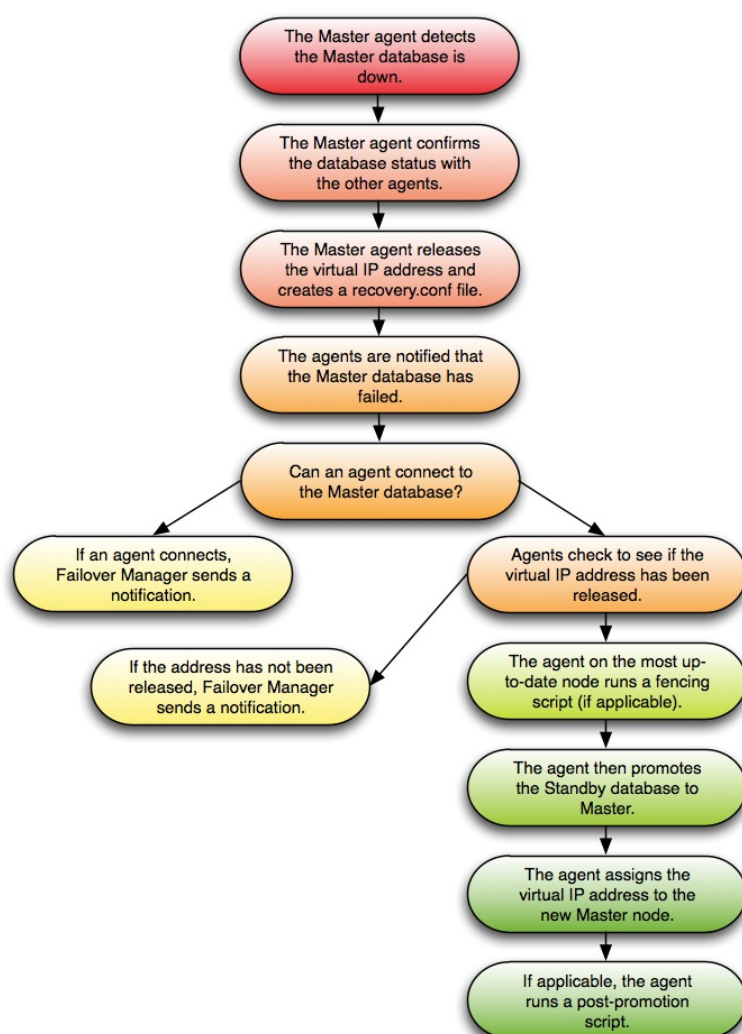 The Master agent detects
the Master database is
down.
The Master agent confirms
the database status with
the other agents.
The Master agent releases
the virtual IP address and
creates a recovery.conf file.
The agents are notified that
the Master database has
failed.
Can an agent connect to
the Master database?
If an agent connects,
Failover Manager sends a
notification.
Agents check to see if the
virtual IP address has been
released.
If the address has not been
released, Failover Manager
sends a notification.
The agent on the most up-
to-date node runs a fencing
script (if applicable).
The agent then promotes
the Standby database to
Master.
The agent assigns the
virtual IP address to the
new Master node.
If applicable, the agent
runs a post-promotion
script.